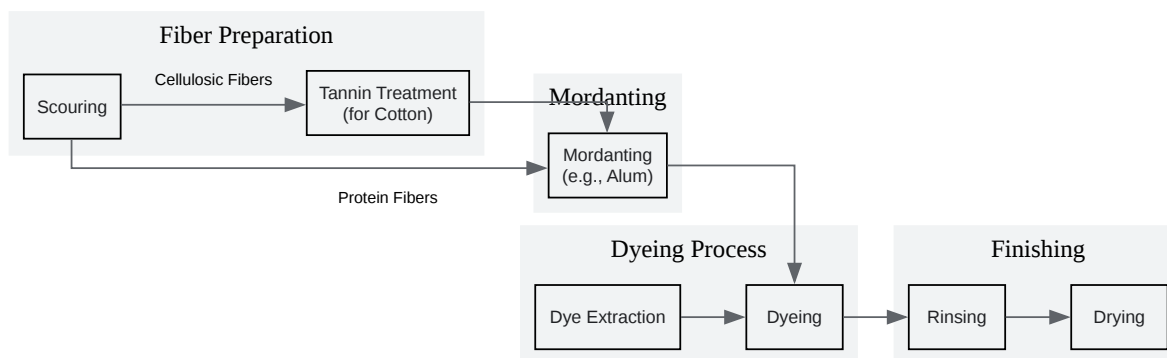 Fiber Preparation
Cellulosic Fibers
Scouring
Tannin Treatment
(for Cotton)
Mordanting
Mordanting
(e.g., Alum)
Protein Fibers
Dyeing Process
Dye Extraction
Dyeing
Finishing
Rinsing
Drying